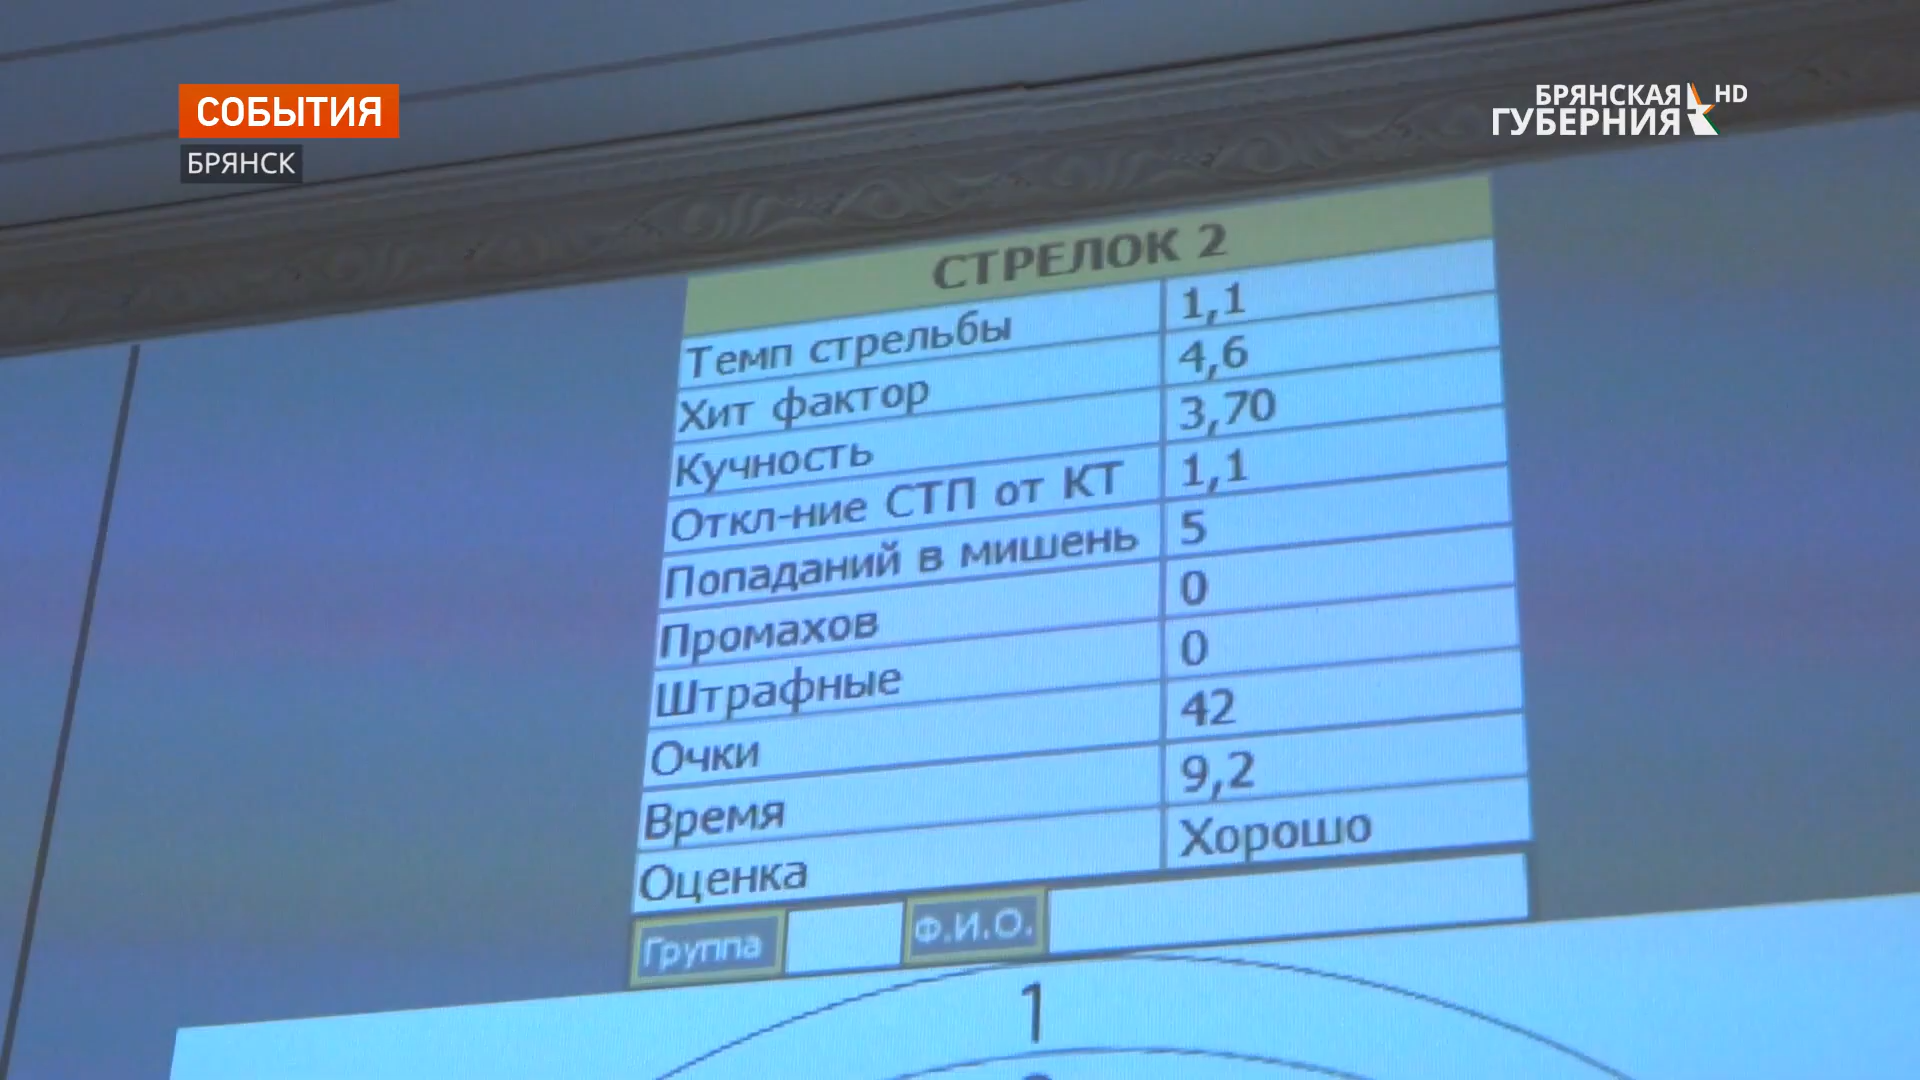 СОБЫТИЯ
БРЯНСК
БРЯНСКАЯ HD
ГУБЕРНИЯ
СТРЕЛОК 2
Темп стрельбы 1,1
Хит фактор 4,6
Кучность 3,70
Откл-ние СТП от КТ 1,1
Попаданий в мишень 5
Промахов 0
Штрафные 0
Очки 42
Время 9,2
Оценка Хорошо
Группа Ф.И.О.
1